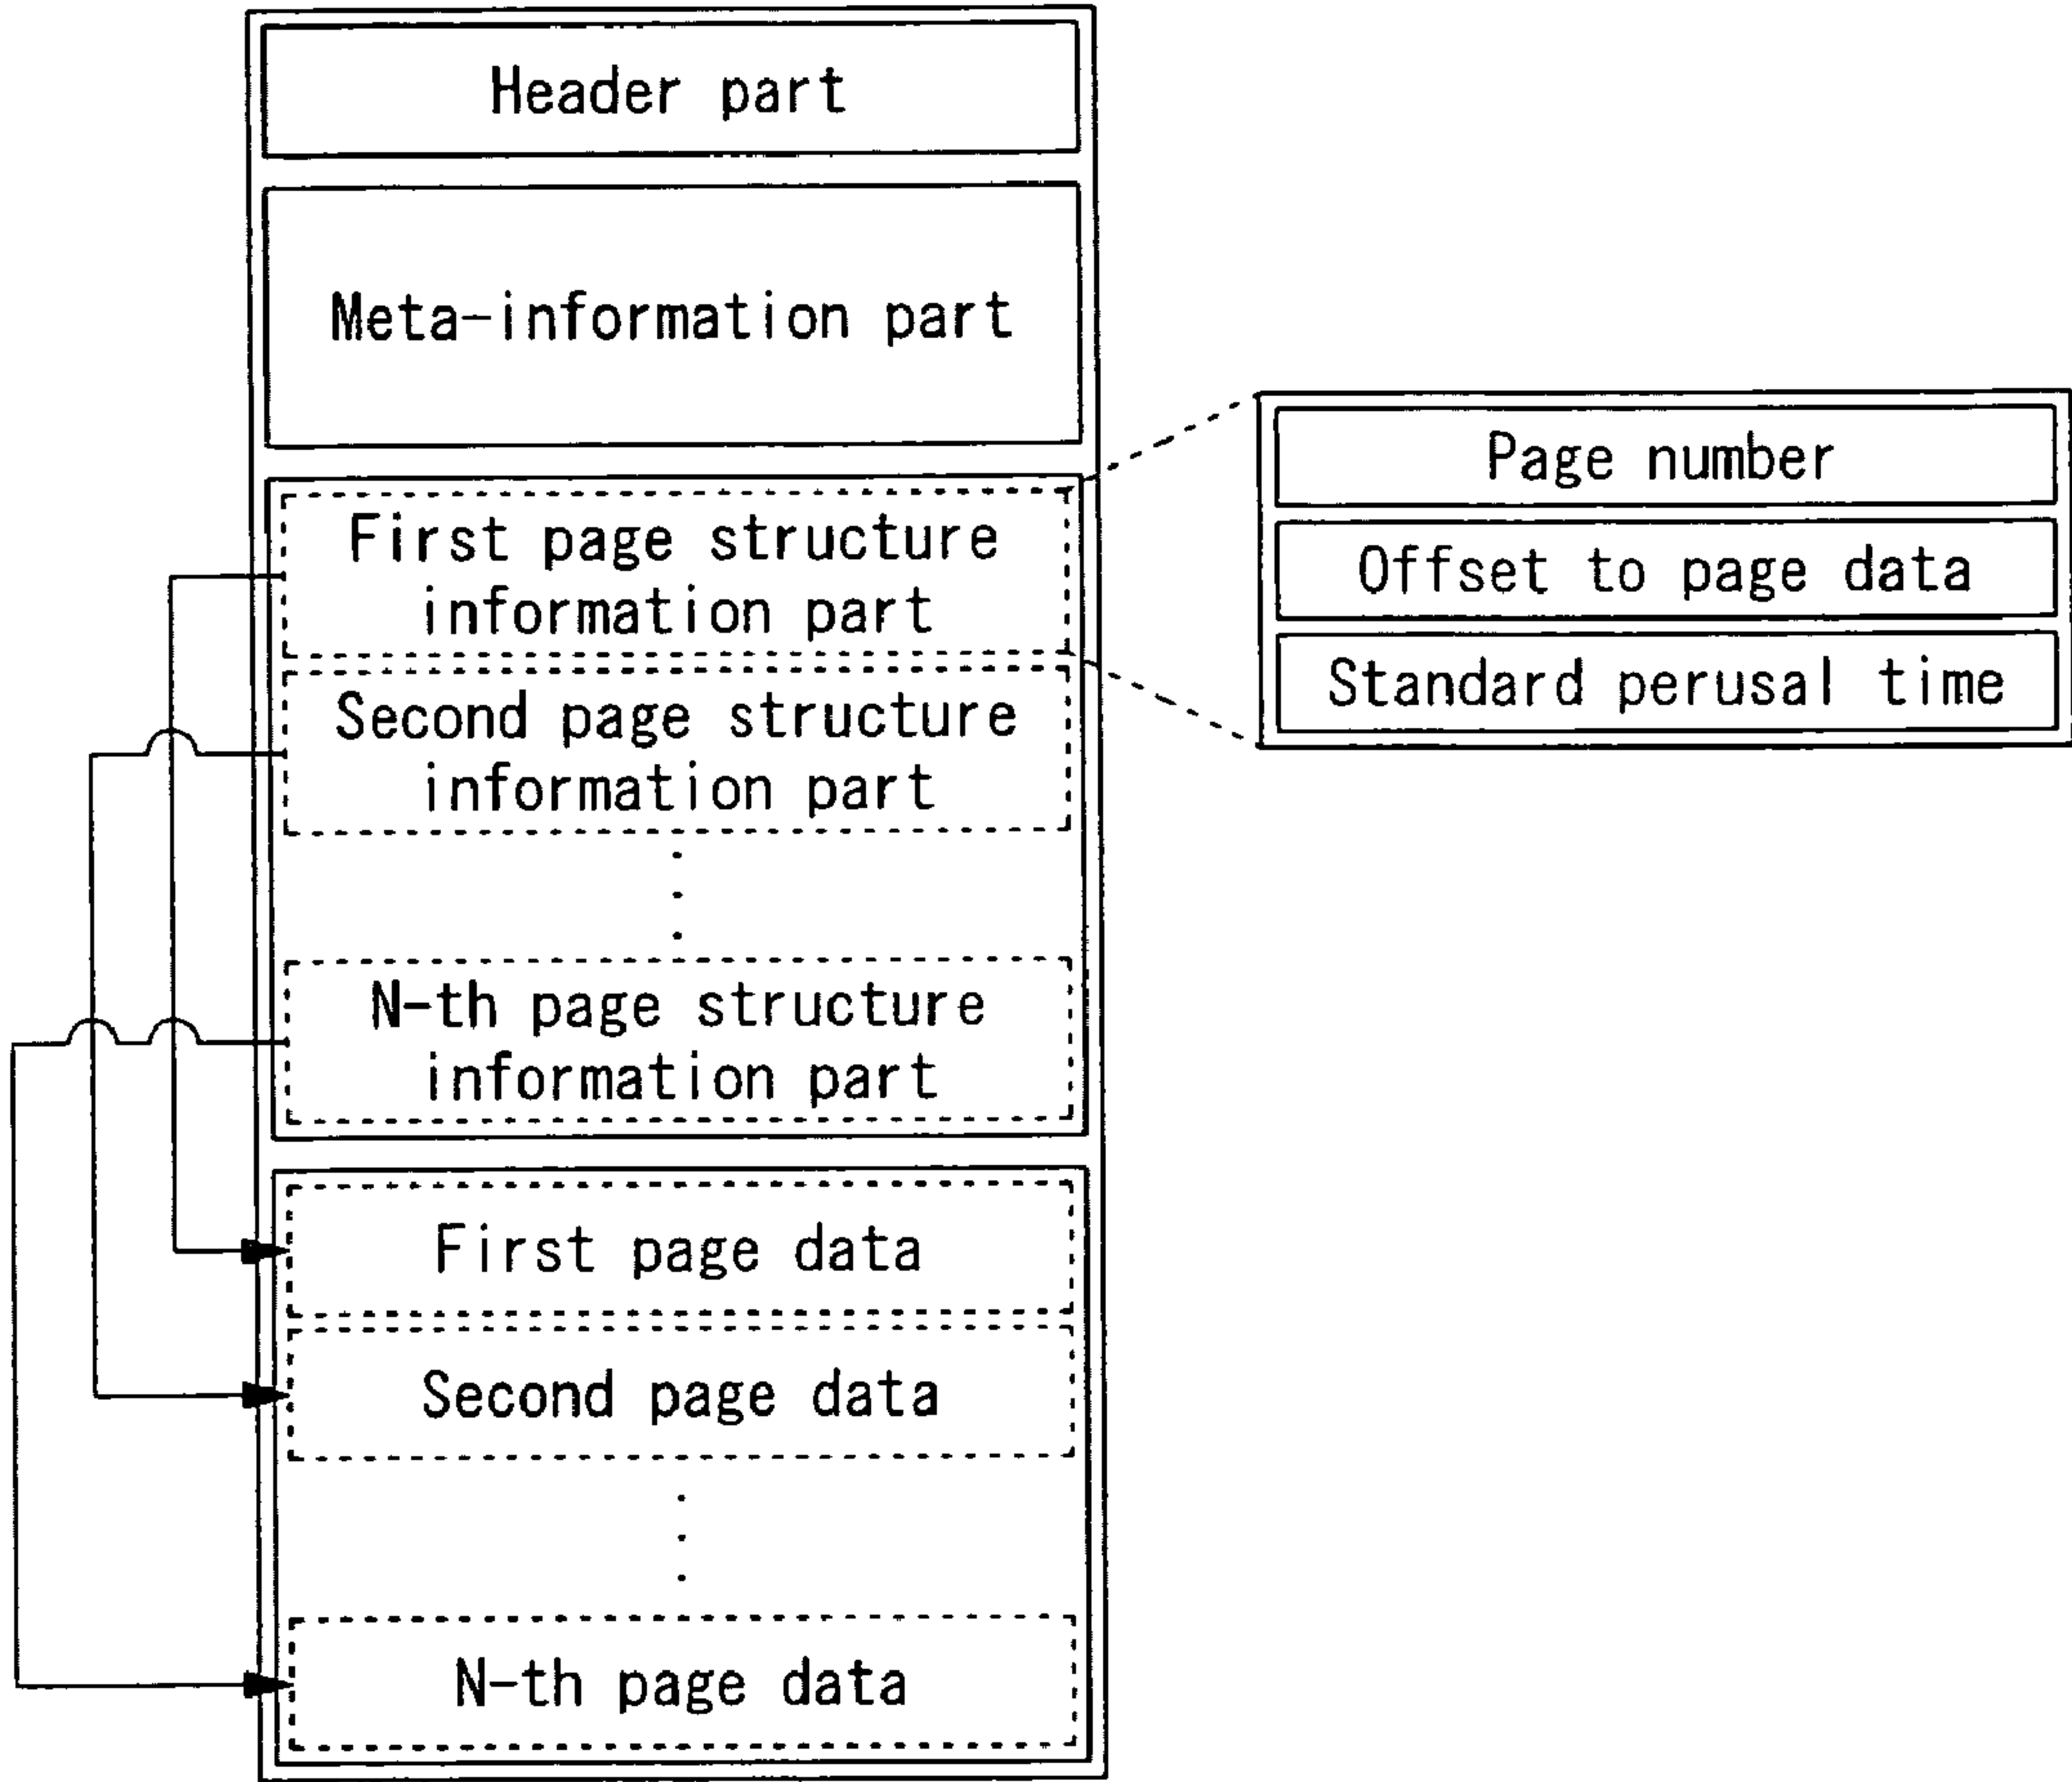 Header part
Meta-information part
First page structure
information part
Second page structure
information part
N-th page structure
information part
First page data
Second page data
N-th page data
Page number
Offset to page data
Standard perusal time